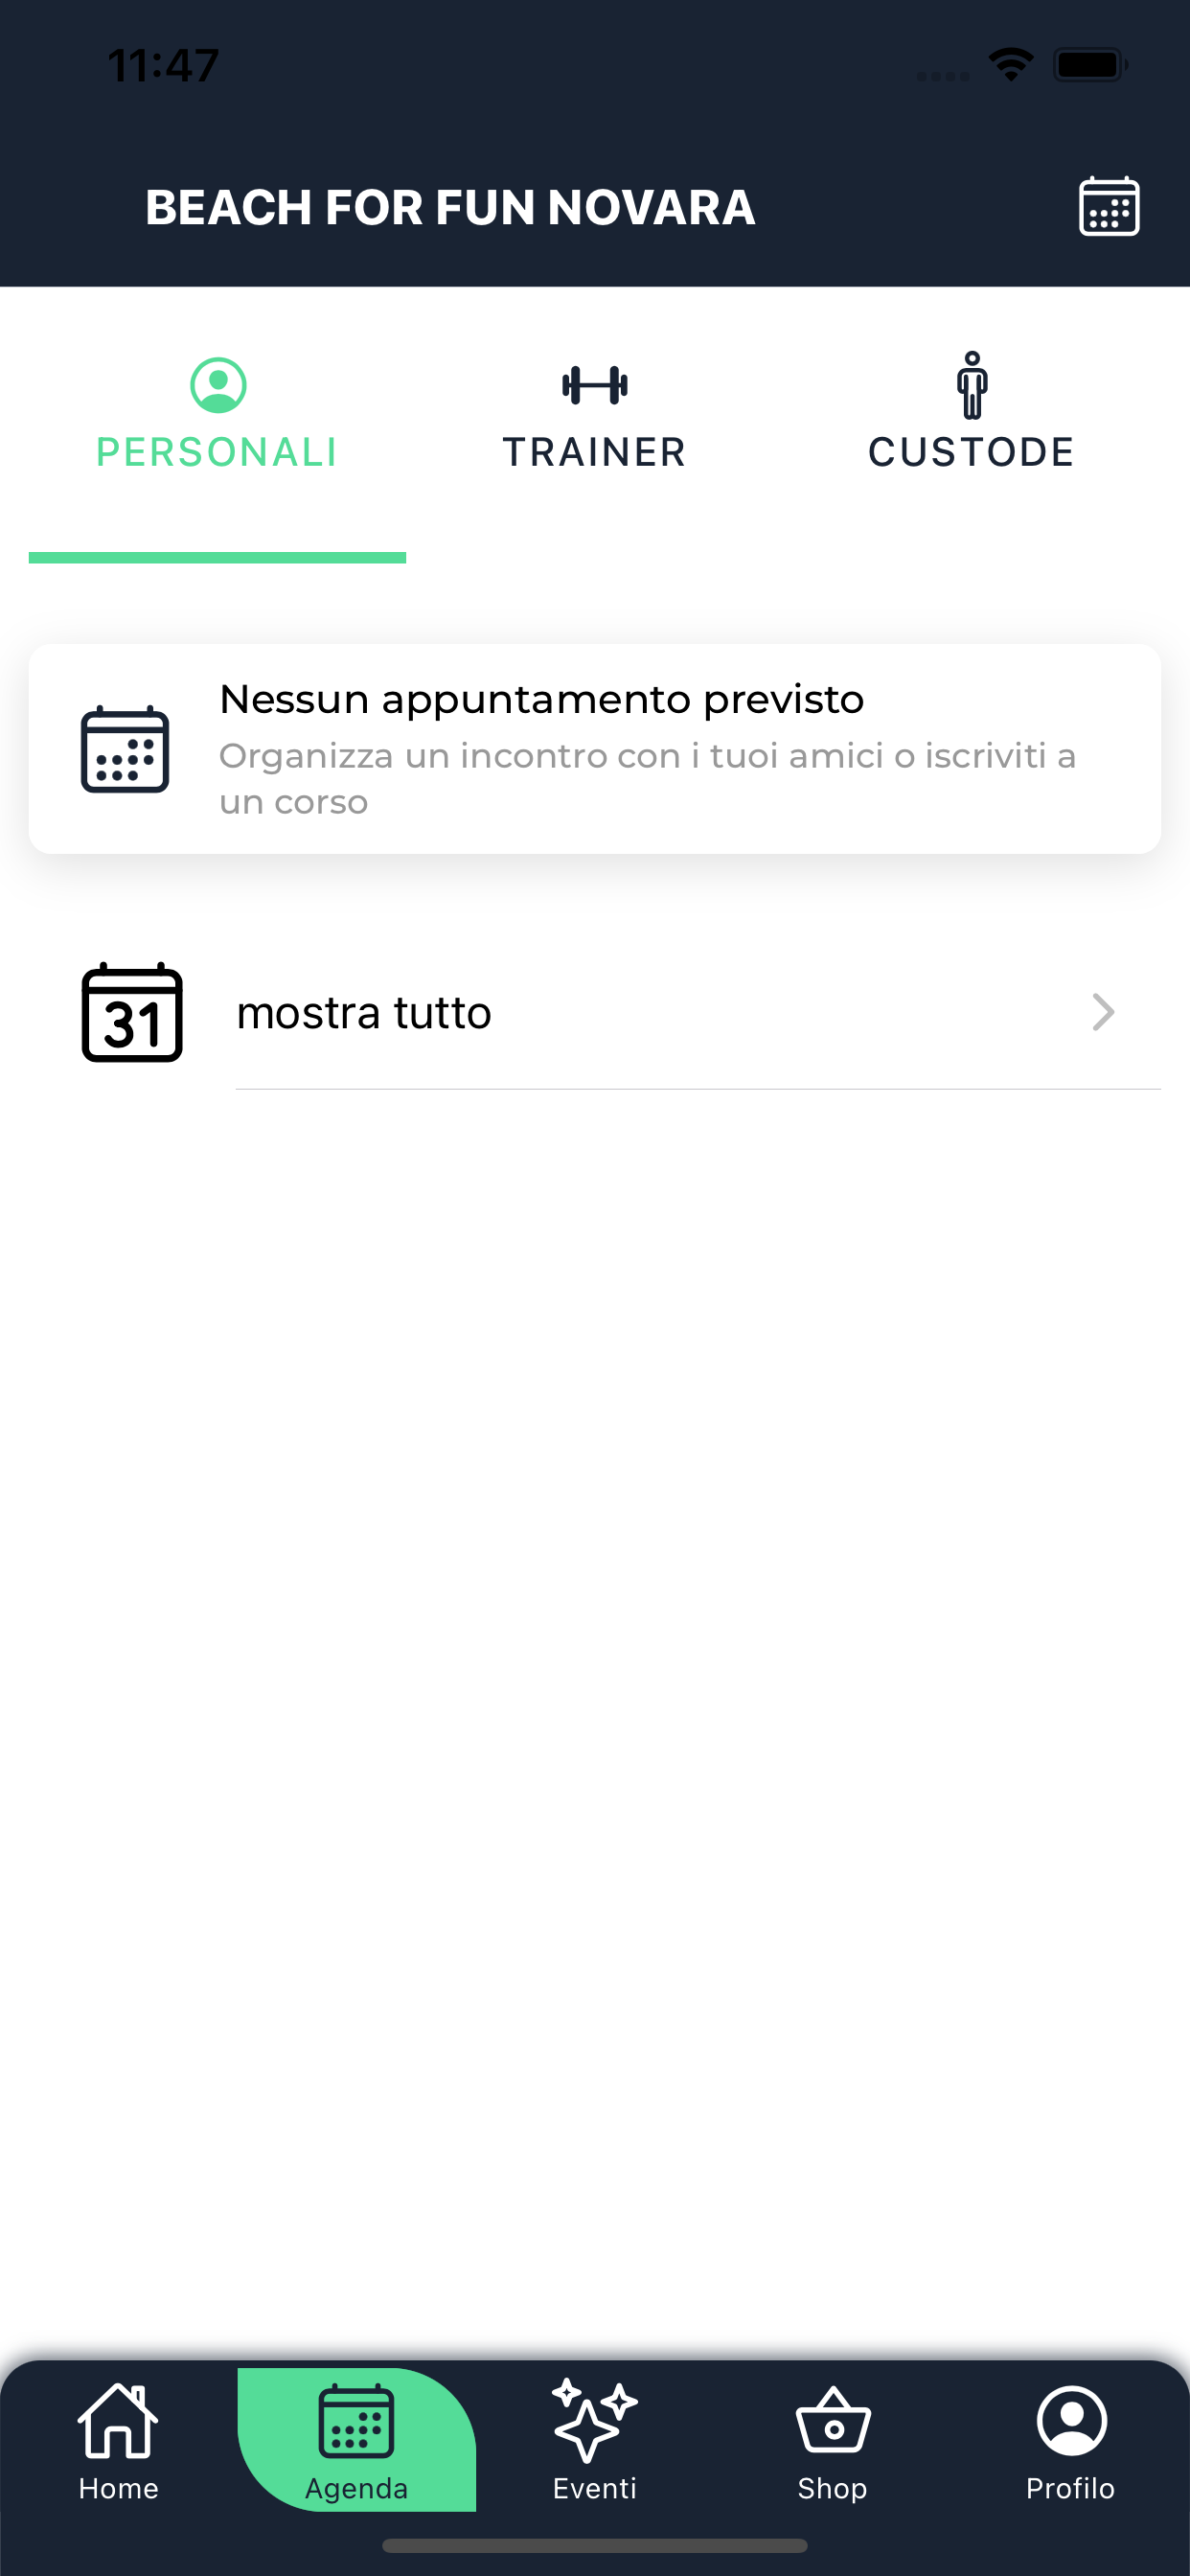 11:47
BEACH FOR FUN NOVARA
PERSONALI
TRAINER
CUSTODE
Nessun appuntamento previsto
Organizza un incontro con i tuoi amici o iscriviti a
un corso
31
mostra tutto
Home
Agenda
Eventi
Shop
Profilo